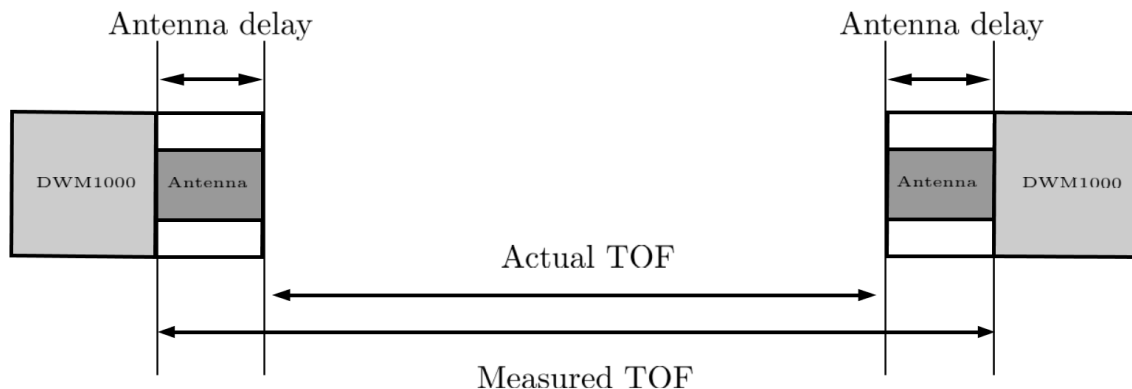 Antenna delay
Antenna delay
DWM1000
Antenna
Antenna
DWM1000
Actual TOF
Measured TOF